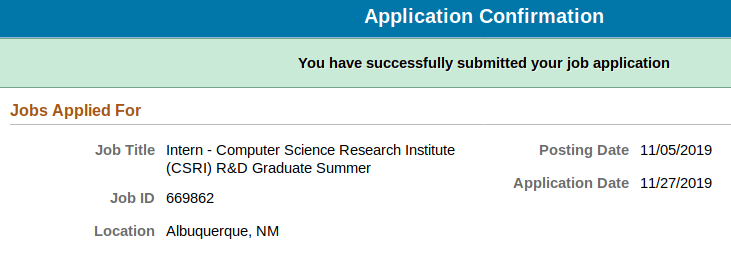 Application Confirmation
You have successfully submitted your job application
Jobs Applied For
Job Title Intern - Computer Science Research Institute
(CSRI) R&D Graduate Summer
Posting Date 11/05/2019
Application Date 11/27/2019
Job ID 669862
Location Albuquerque, NM